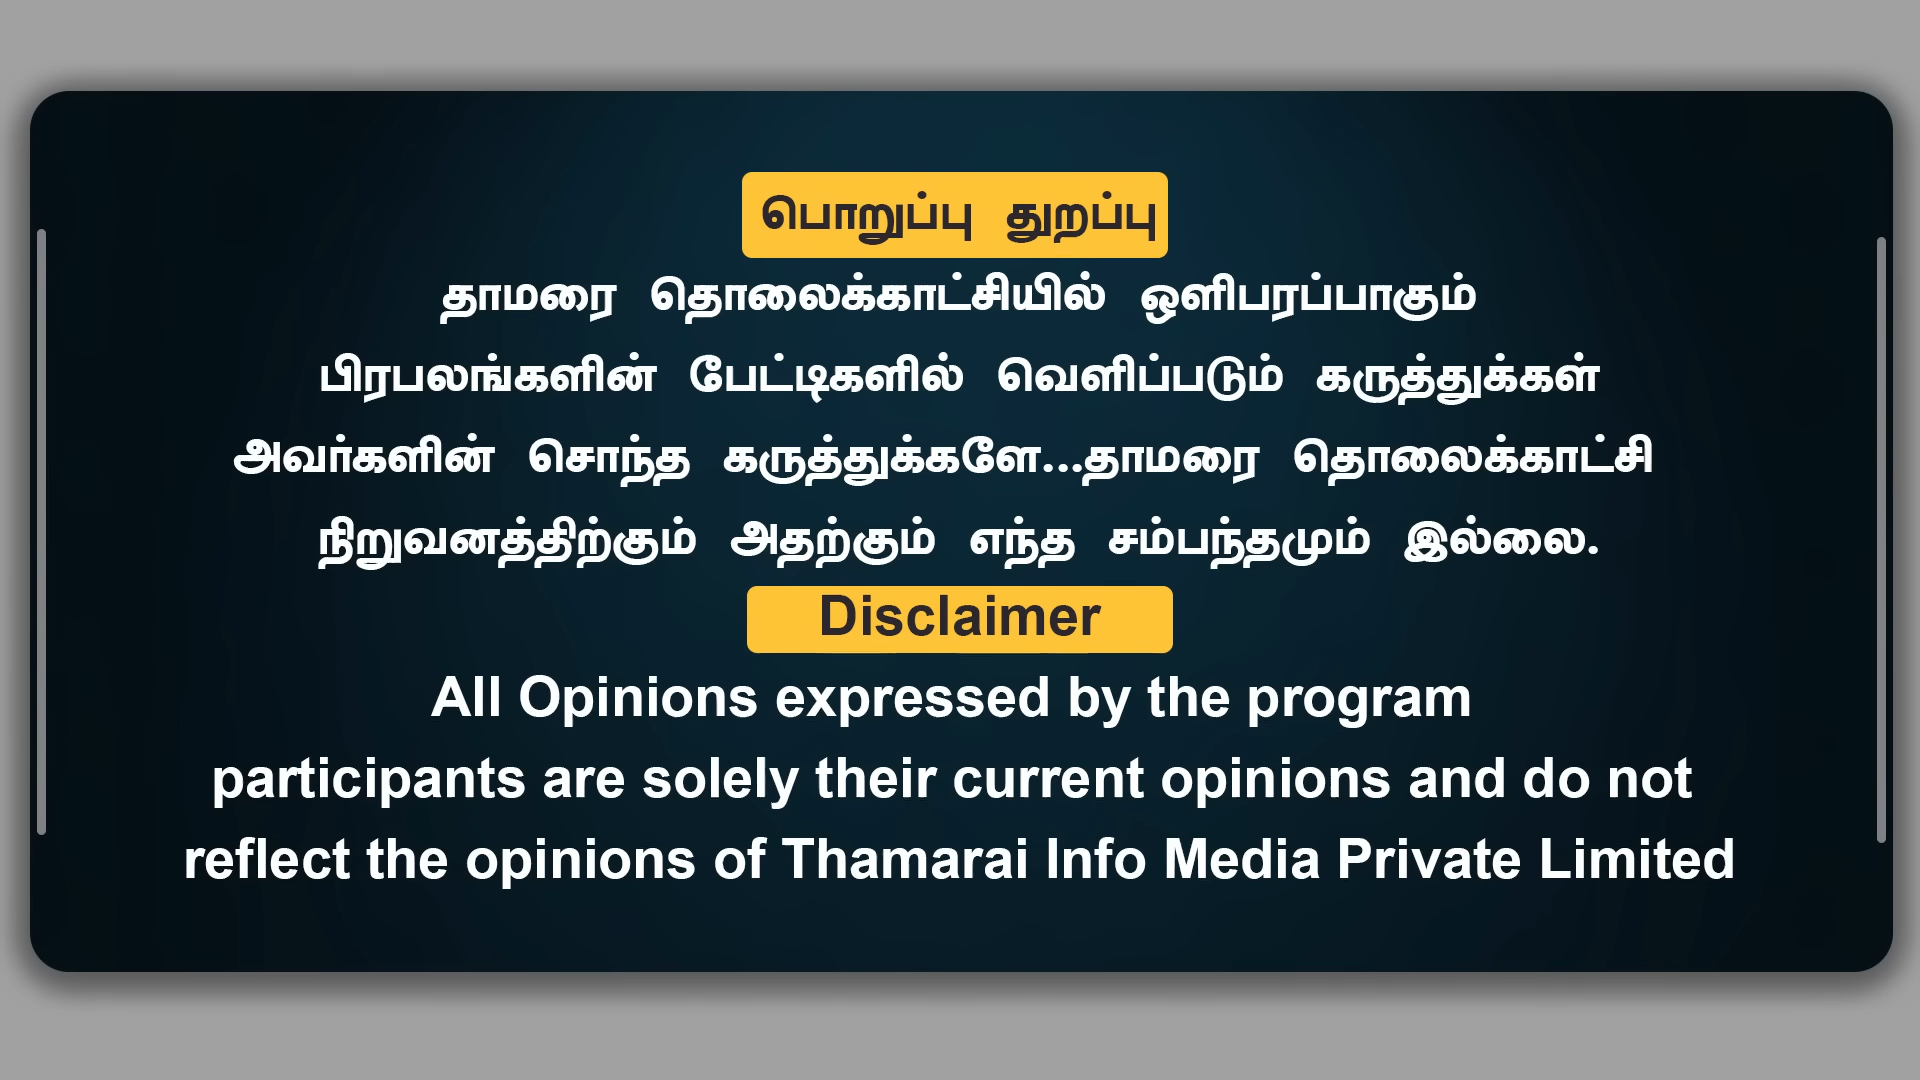 பொறுப்பு துறப்பு
தாமரை தொலைக்காட்சியில் ஒளிபரப்பாகும்
பிரபலங்களின் பேட்டிகளில் வெளிப்படும் கருத்துக்கள்
அவர்களின் சொந்த கருத்துக்களே...தாமரை தொலைக்காட்சி
நிறுவனத்திற்கும் அதற்கும் எந்த சம்பந்தமும் இல்லை.
Disclaimer
All Opinions expressed by the program
participants are solely their current opinions and do not
reflect the opinions of Thamarai Info Media Private Limited